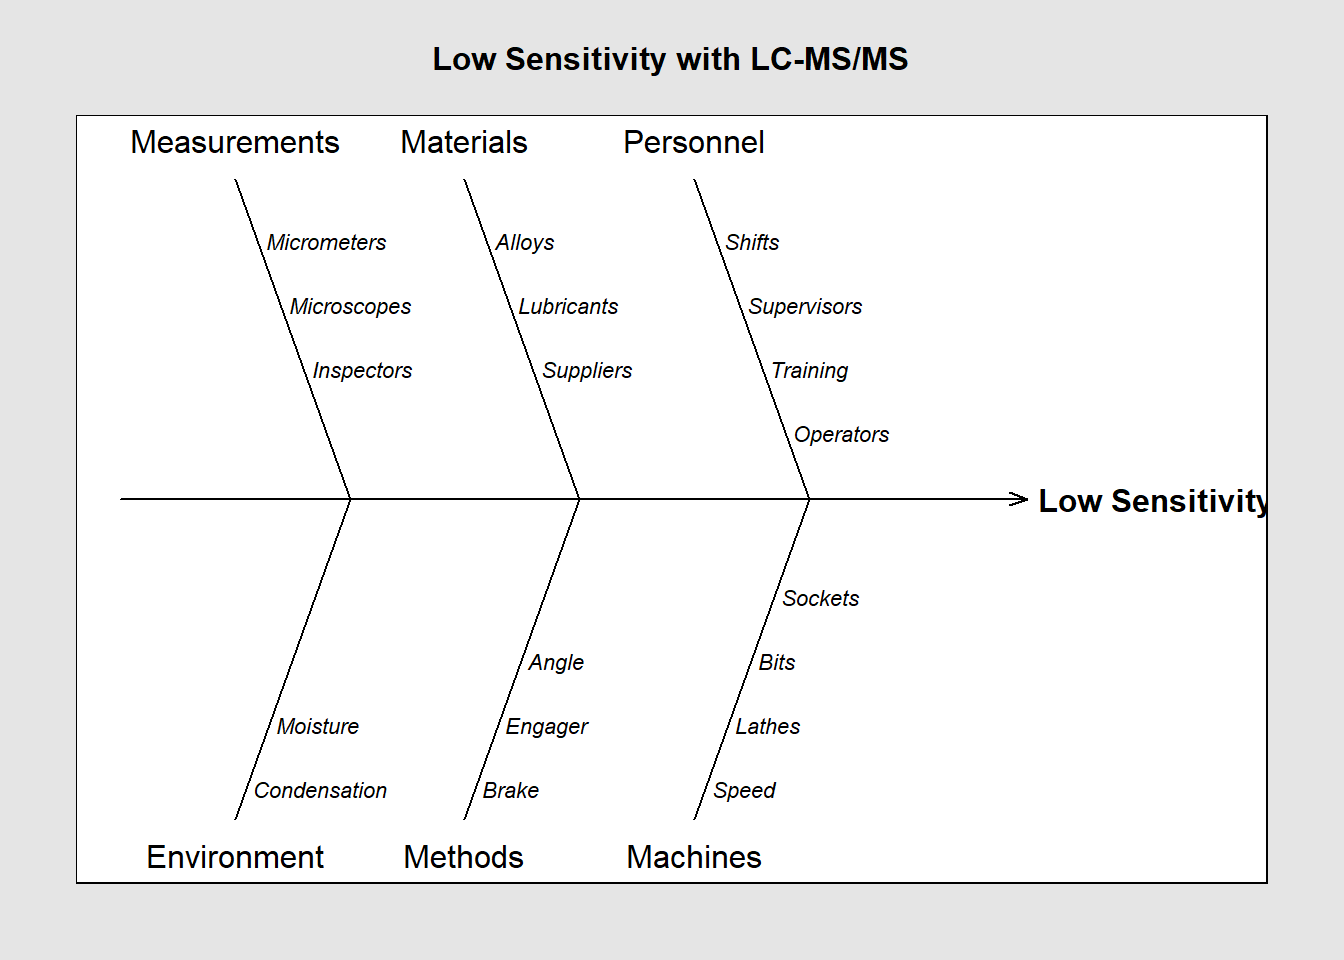 Low Sensitivity with LC-MS/MS
Measurements
Materials
Personnel
Micrometers
Alloys
Shifts
Microscopes
Lubricants
Supervisors
Inspectors
Suppliers
Training
Operators
Low Sensitivity
Sockets
Angle
Bits
Moisture
Engager
Lathes
Condensation
Brake
Speed
Environment
Methods
Machines